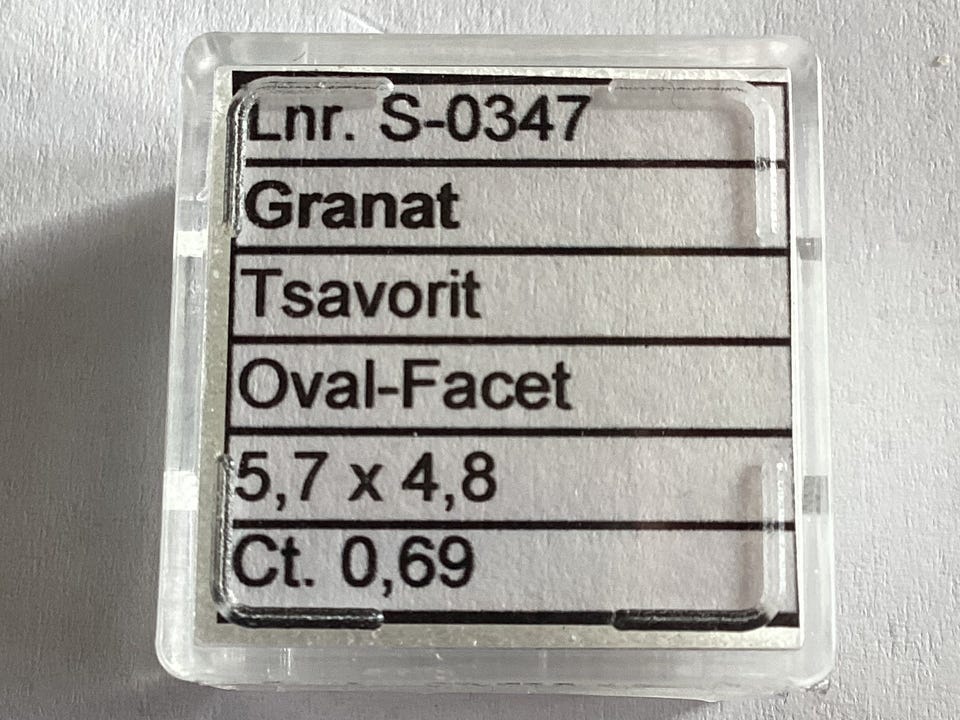 Lnr. S-0347
Granat
Tsavorit
Oval-Facet
5,7 x 4,8
Ct. 0,69